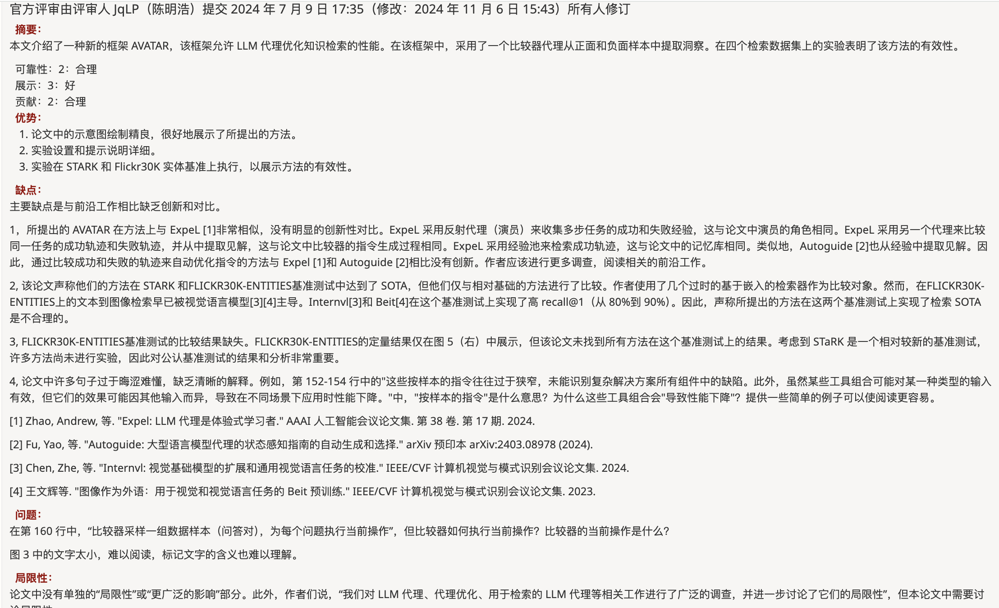 官方评审由评审人 JqLP（陈明浩）提交 2024 年 7 月 9 日 17:35（修改：2024 年 11 月 6 日 15:43）所有人修订
摘要：
本文介绍了一种新的框架 AVATAR，该框架允许 LLM 代理优化知识检索的性能。在该框架中，采用了一个比较器代理从正面和负面样本中提取洞察。在四个检索数据集上的实验表明了该方法的有效性。
可靠性：2：合理
展示：3：好
贡献：2：合理
优势：
1. 论文中的示意图绘制精良，很好地展示了所提出的方法。
2. 实验设置和提示说明详细。
3. 实验在 STARK 和 Flickr30K 实体基准上执行，以展示方法的有效性。
缺点：
主要缺点是与前沿工作相比缺乏创新和对比。
1，所提出的 AVATAR 在方法上与 ExpeL [1]非常相似，没有明显的创新性对比。ExpeL 采用反射代理（演员）来收集多步任务的成功和失败经验，这与论文中演员的角色相同。ExpeL 采用另一个代理来比较
同一任务的成功轨迹和失败轨迹，并从中提取见解，这与论文中比较器的指令生成过程相同。ExpeL 采用经验池来检索成功轨迹，这与论文中的记忆库相同。类似地，Autoguide [2]也从经验中提取见解。因
此，通过比较成功和失败的轨迹来自动优化指令的方法与 Expel [1]和 Autoguide [2]相比没有创新。作者应该进行更多调查，阅读相关的前沿工作。
2, 该论文声称他们的方法在 STARK 和FLICKR30K-ENTITIES基准测试中达到了 SOTA，但他们仅与相对基础的方法进行了比较。作者使用了几个过时的基于嵌入的检索器作为比较对象。然而，在FLICKR30K-
ENTITIES上的文本到图像检索早已被视觉语言模型[3][4]主导。Internvl[3]和 Beit[4]在这个基准测试上实现了高 recall@1（从 80%到 90%）。因此，声称所提出的方法在这两个基准测试上实现了检索 SOTA
是不合理的。
3, FLICKR30K-ENTITIES基准测试的比较结果缺失。FLICKR30K-ENTITIES的定量结果仅在图 5（右）中展示，但该论文未找到所有方法在这个基准测试上的结果。考虑到 STaRK 是一个相对较新的基准测试，
许多方法尚未进行实验，因此对公认基准测试的结果和分析非常重要。
4, 论文中许多句子过于晦涩难懂，缺乏清晰的解释。例如，第 152-154 行中的"这些按样本的指令往往过于狭窄，未能识别复杂解决方案所有组件中的缺陷。此外，虽然某些工具组合可能对某一种类型的输入
有效，但它们的效果可能因其他输入而异，导致在不同场景下应用时性能下降。"中，"按样本的指令"是什么意思？为什么这些工具组合会"导致性能下降"？提供一些简单的例子可以使阅读更容易。
[1] Zhao, Andrew, 等. "Expel: LLM 代理是体验式学习者." AAAI 人工智能会议论文集. 第 38 卷. 第 17 期. 2024.
[2] Fu, Yao, 等. "Autoguide: 大型语言模型代理的状态感知指南的自动生成和选择." arXiv 预印本 arXiv:2403.08978 (2024).
[3] Chen, Zhe, 等. "Internvl: 视觉基础模型的扩展和通用视觉语言任务的校准." IEEE/CVF 计算机视觉与模式识别会议论文集. 2024.
[4] 王文辉等. "图像作为外语：用于视觉和视觉语言任务的 Beit 预训练." IEEE/CVF 计算机视觉与模式识别会议论文集. 2023.
问题：
在第 160 行中，“比较器采样一组数据样本（问答对），为每个问题执行当前操作”，但比较器如何执行当前操作？比较器的当前操作是什么？
图 3 中的文字太小，难以阅读，标记文字的含义也难以理解。
局限性：
论文中没有单独的“局限性”或“更广泛的影响”部分。此外，作者们说，“我们对 LLM 代理、代理优化、用于检索的 LLM 代理等相关工作进行了广泛的调查，并进一步讨论了它们的局限性”，但本论文中需要讨